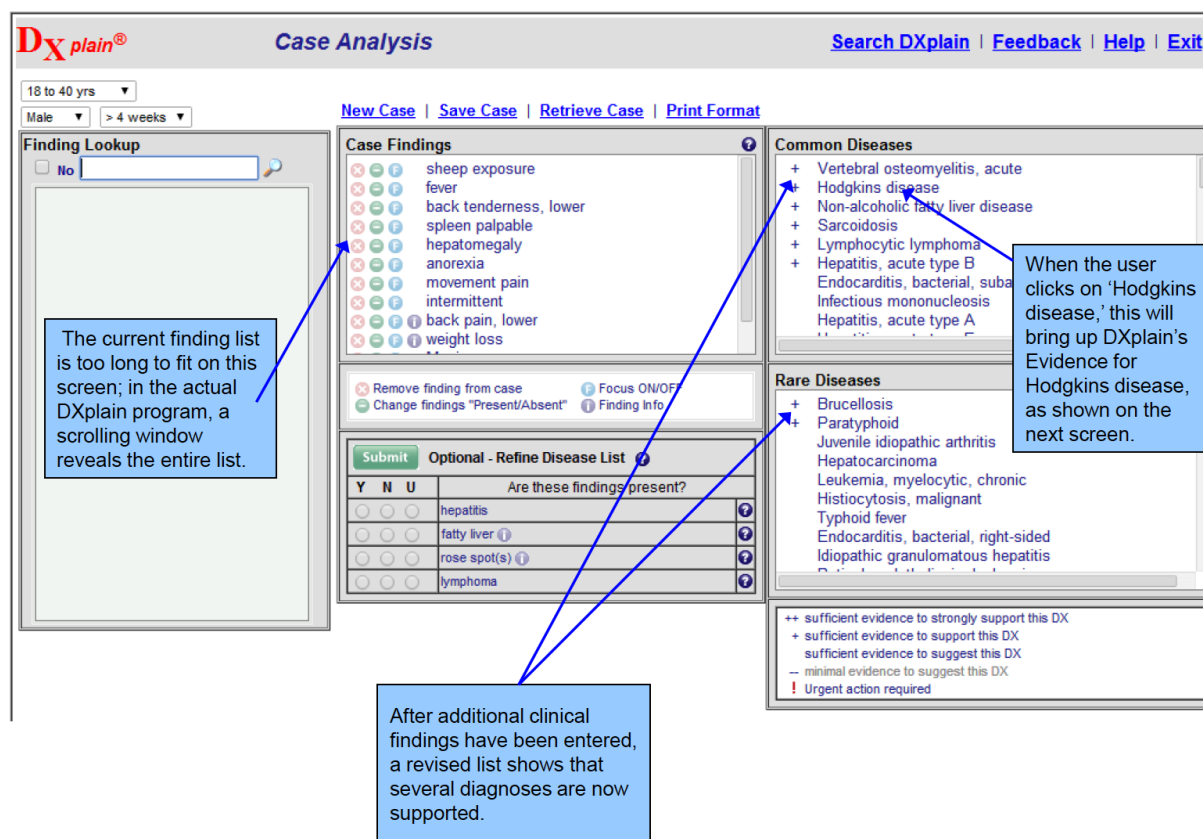 DX plain®
Case Analysis
Search DXplain | Feedback | Help | Exit
18 to 40 yrs
Male
> 4 weeks
New Case | Save Case | Retrieve Case | Print Format
Finding Lookup
No
Case Findings
sheep exposure
fever
back tenderness, lower
spleen palpable
hepatomegaly
anorexia
movement pain
intermittent
back pain, lower
weight loss
Remove finding from case
Focus ON/OFF
Change findings "Present/Absent"
Finding Info
Submit
Optional - Refine Disease List
Y N U
Are these findings present?
hepatitis
fatty liver
rose spot(s)
lymphoma
Common Diseases
+ Vertebral osteomyelitis, acute
+ Hodgkins disease
+ Non-alcoholic fatty liver disease
+ Sarcoidosis
+ Lymphocytic lymphoma
+ Hepatitis, acute type B
Endocarditis, bacterial, suba
Infectious mononucleosis
Hepatitis, acute type A
Rare Diseases
+ Brucellosis
+ Paratyphoid
Juvenile idiopathic arthritis
Hepatocarcinoma
Leukemia, myelocytic, chronic
Histiocytosis, malignant
Typhoid fever
Endocarditis, bacterial, right-sided
Idiopathic granulomatous hepatitis
++ sufficient evidence to strongly support this DX
+ sufficient evidence to support this DX
sufficient evidence to suggest this DX
-- minimal evidence to suggest this DX
! Urgent action required
The current finding list
is too long to fit on this
screen; in the actual
DXplain program, a
scrolling window
reveals the entire list.
When the user
clicks on ‘Hodgkins
disease,’ this will
bring up DXplain’s
Evidence for
Hodgkins disease,
as shown on the
next screen.
After additional clinical
findings have been entered,
a revised list shows that
several diagnoses are now
supported.